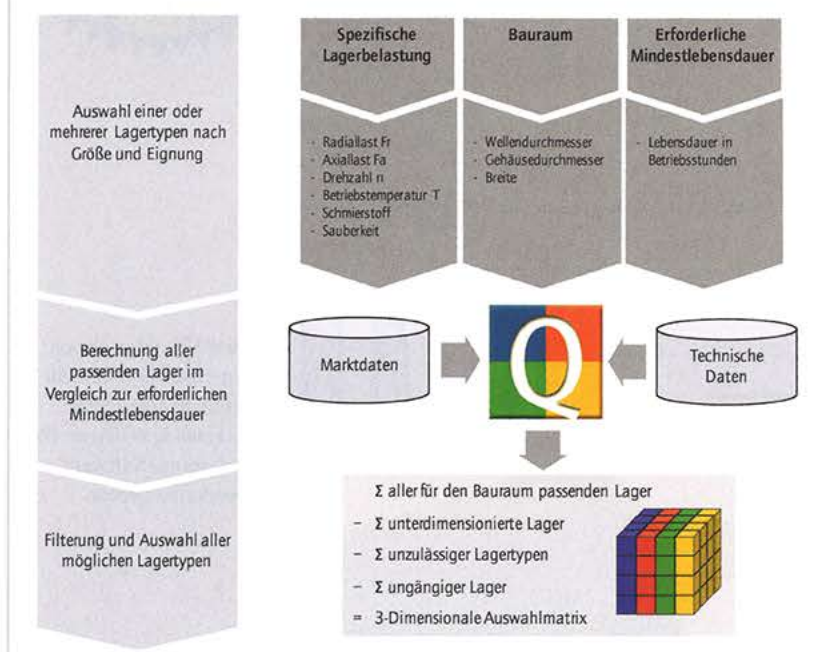 Auswahl einer oder
mehrerer Lagertypen nach
Größe und Eignung
Berechnung aller
passenden Lager im
Vergleich zur erforderlichen
Mindestlebensdauer
Filterung und Auswahl aller
möglichen Lagertypen
Spezifische
Lagerbelastung
- Radiallast Fr
- Axiallast Fa
- Drehzahl n
- Betriebstemperatur T
- Schmierstoff
- Sauberkeit
Bauraum
- Wellendurchmesser
- Gehäusedurchmesser
- Breite
Erforderliche
Mindestlebensdauer
- Lebensdauer in
Betriebsstunden
Marktdaten
Q
Technische
Daten
Σ aller für den Bauraum passenden Lager
– Σ unterdimensionierte Lager
– Σ unzulässiger Lagertypen
– Σ ungängiger Lager
= 3-Dimensionale Auswahlmatrix